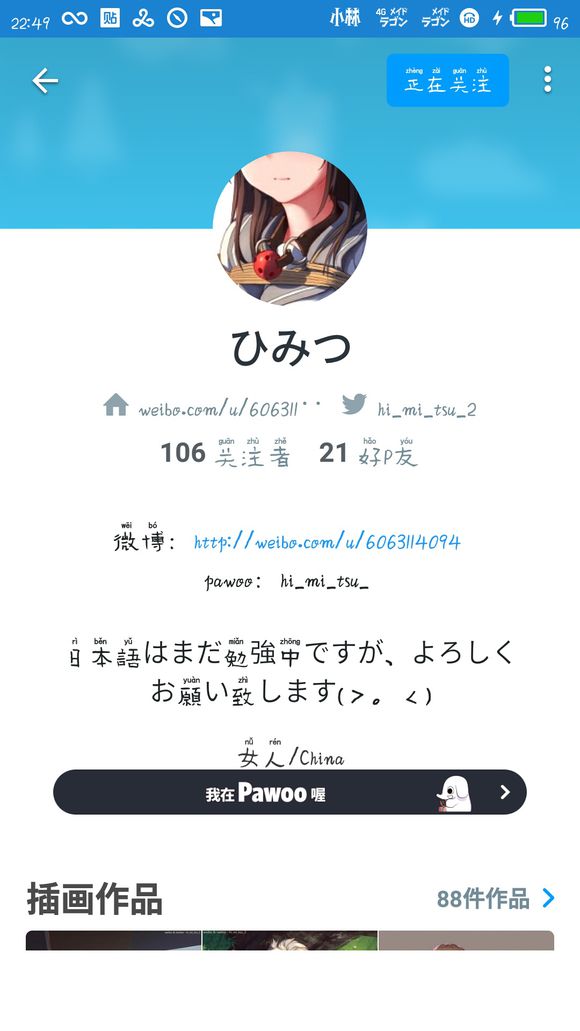 22:49 贴 小林 4G メイド ラゴン メイド ラゴン HD 96
zhèng zài guān zhù
正在关注
ひみつ
weibo.com/u/606311·· hi_mi_tsu_2
guān zhù zhě hǎo yóu
106 关注者 21 好P友
wēi bó
微博： http://weibo.com/u/6063114094
pawoo： hi_mi_tsu_
rì běn yǔ miǎn zhōng
日本語はまだ勉強中ですが、よろしく
yuàn zhì
お願い致します(＞。＜)
nǚ rén
女人/China
我在 Pawoo 喔
插画作品 88件作品